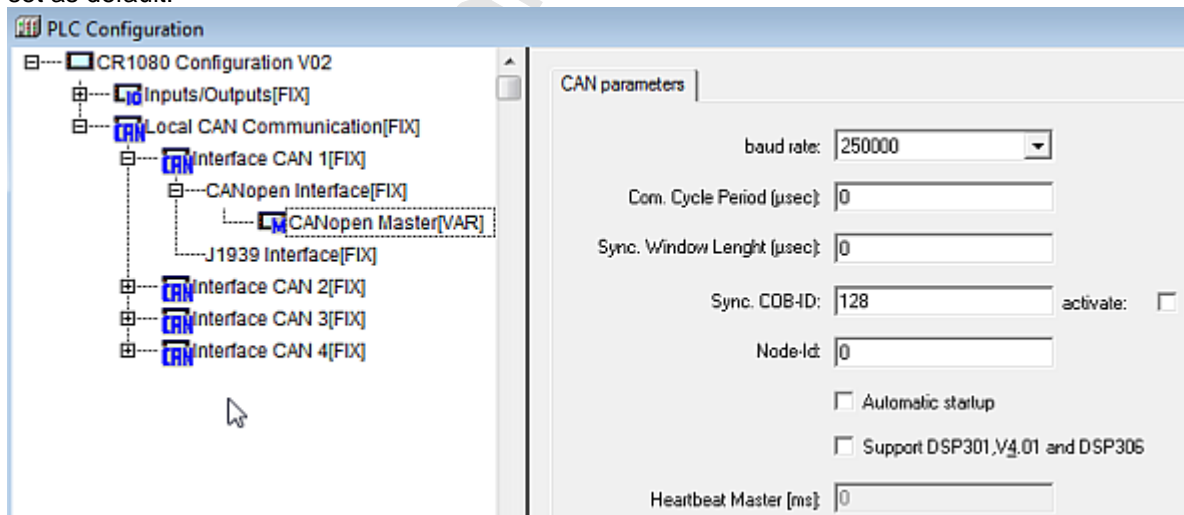 set as default.
PLC Configuration
CR1080 Configuration V02
Inputs/Outputs[FIX]
Local CAN Communication[FIX]
Interface CAN 1[FIX]
CANopen Interface[FIX]
CANopen Master[VAR]
J1939 Interface[FIX]
Interface CAN 2[FIX]
Interface CAN 3[FIX]
Interface CAN 4[FIX]
CAN parameters
baud rate: 250000
Com. Cycle Period (µsec): 0
Sync. Window Lenght (µsec): 0
Sync. COB-ID: 128 activate:
Node-Id: 0
Automatic startup
Support DSP301,V4.01 and DSP306
Heartbeat Master [ms]: 0